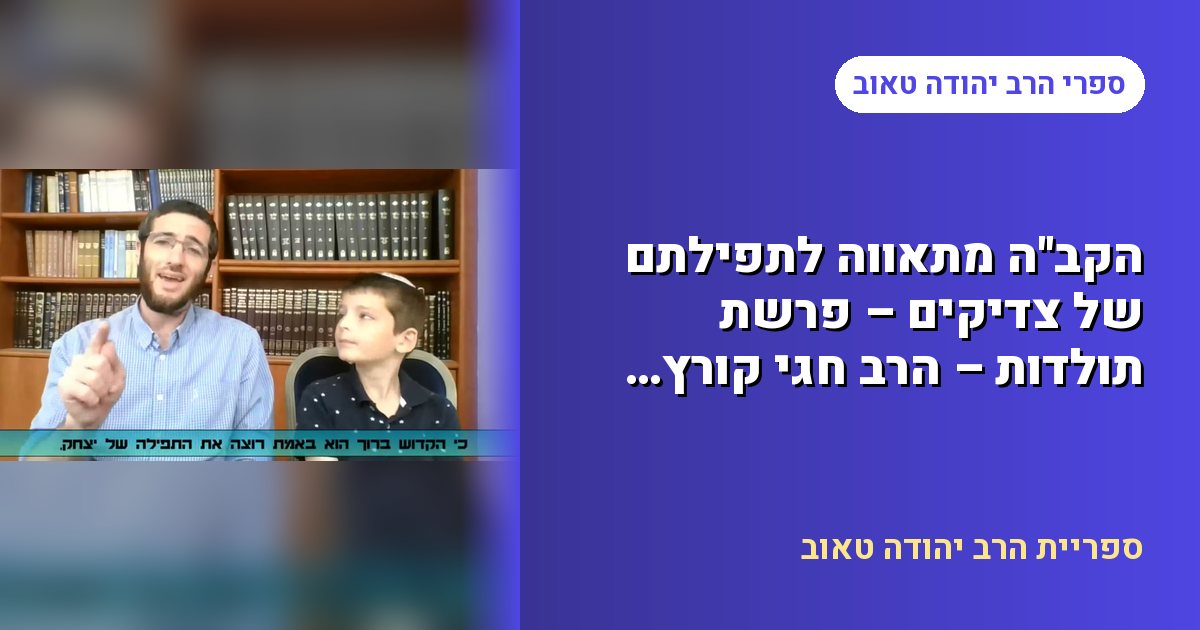 ספרי הרב יהודה טאוב
הקב"ה מתאווה לתפילתם
של צדיקים – פרשת
תולדות – הרב חגי קורץ...
כי הקדוש ברוך הוא באמת רוצה את התפילה של יצחק.
ספריית הרב יהודה טאוב